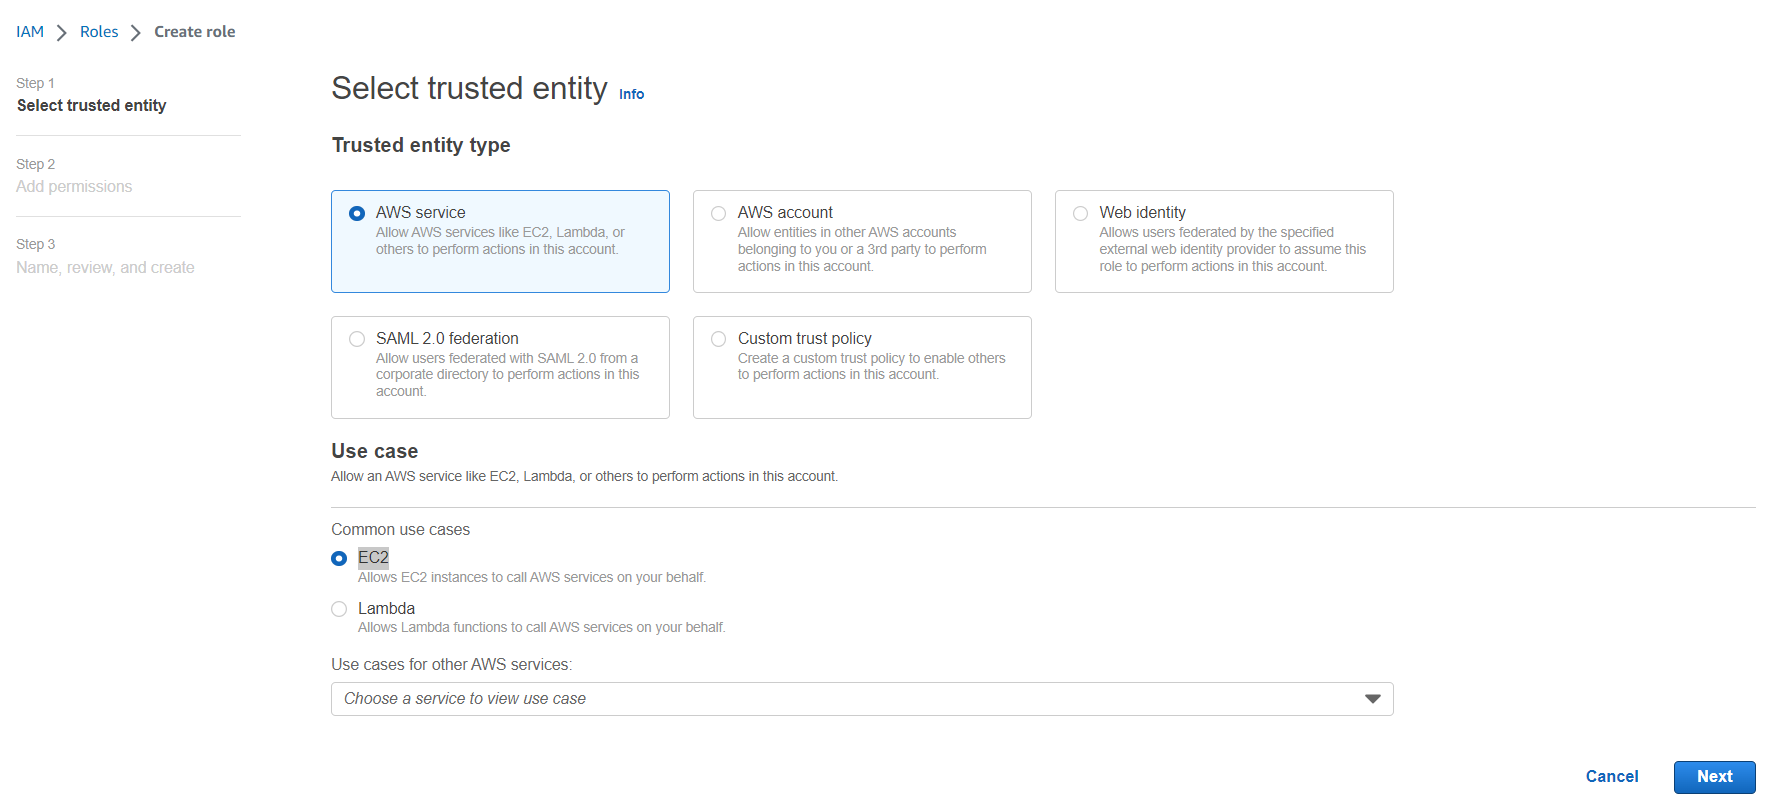 IAM > Roles > Create role
Step 1
Select trusted entity
Step 2
Add permissions
Step 3
Name, review, and create
Select trusted entity Info
Trusted entity type
AWS service
Allow AWS services like EC2, Lambda, or
others to perform actions in this account.
AWS account
Allow entities in other AWS accounts
belonging to you or a 3rd party to perform
actions in this account.
Web identity
Allows users federated by the specified
external web identity provider to assume this
role to perform actions in this account.
SAML 2.0 federation
Allow users federated with SAML 2.0 from a
corporate directory to perform actions in this
account.
Custom trust policy
Create a custom trust policy to enable others
to perform actions in this account.
Use case
Allow an AWS service like EC2, Lambda, or others to perform actions in this account.
Common use cases
EC2
Allows EC2 instances to call AWS services on your behalf.
Lambda
Allows Lambda functions to call AWS services on your behalf.
Use cases for other AWS services:
Choose a service to view use case
Cancel
Next